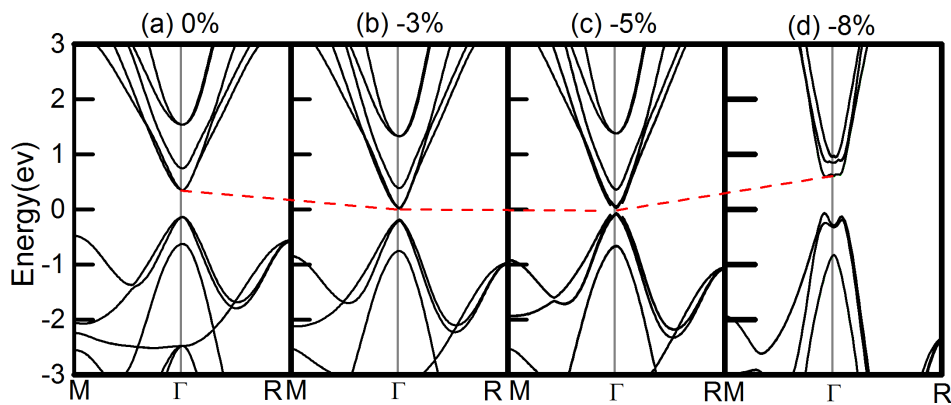 (a) 0% (b) -3% (c) -5% (d) -8%
3
2
1
0
-1
-2
-3
Energy(ev)
M Γ R M Γ R M Γ R M Γ R